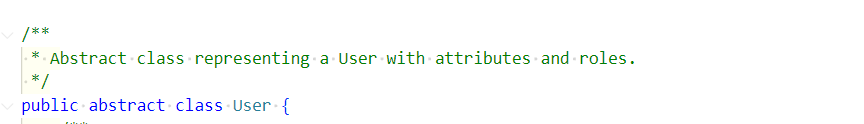 /**
* Abstract class representing a User with attributes and roles.
*/
public abstract class User {
/**